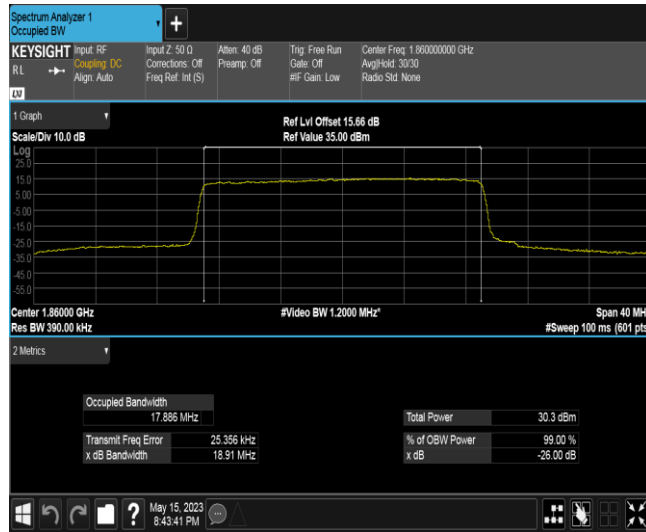 Spectrum Analyzer 1
Occupied BW
KEYSIGHT
Input: RF
Coupling: DC
Align: Auto
Input Z: 50 Ω
Corrections: Off
Freq Ref: Int (S)
Atten: 40 dB
Preamp: Off
Trig: Free Run
Gate: Off
#IF Gain: Low
Center Freq: 1.860000000 GHz
Avg|Hold: 30/30
Radio Std: None
R L
LXI
1 Graph
Scale/Div 10.0 dB
Ref Lvl Offset 15.66 dB
Ref Value 35.00 dBm
Log
25.0
15.0
5.00
-5.00
-15.0
-25.0
-35.0
-45.0
-55.0
Center 1.86000 GHz
Res BW 390.00 kHz
#Video BW 1.2000 MHz*
Span 40 MH
#Sweep 100 ms (601 pts
2 Metrics
Occupied Bandwidth
17.886 MHz
Transmit Freq Error 25.356 kHz
x dB Bandwidth 18.91 MHz
Total Power 30.3 dBm
% of OBW Power 99.00 %
x dB -26.00 dB
May 15, 2023
8:43:41 PM